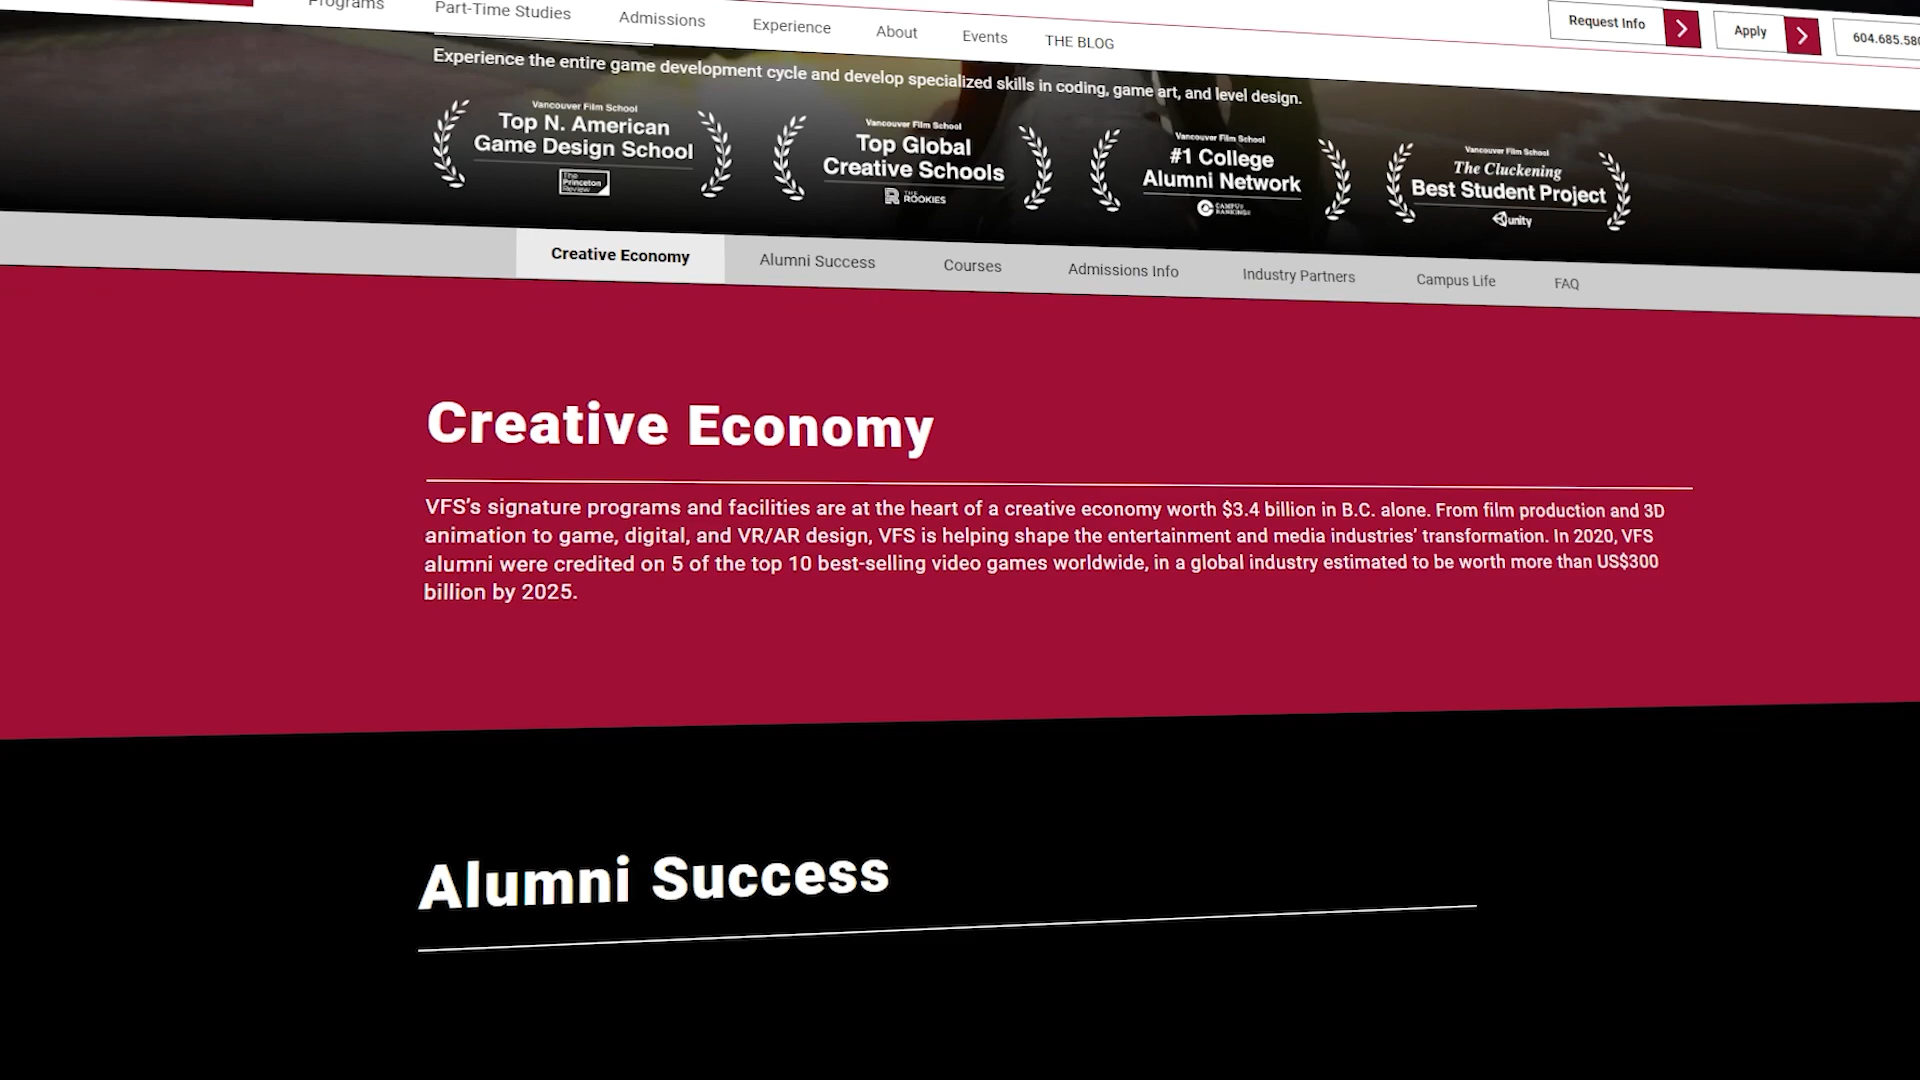 Programs
Part-Time Studies
Admissions
Experience
About
Events
THE BLOG
Request Info
Apply
Experience the entire game development cycle and develop specialized skills in coding, game art, and level design.
Vancouver Film School
Top N. American
Game Design School
The
Princeton
Review
Vancouver Film School
Top Global
Creative Schools
THE
ROOKIES
Vancouver Film School
#1 College
Alumni Network
CAMPUS
RANKINGS
Vancouver Film School
The Cluckening
Best Student Project
unity
Creative Economy
Alumni Success
Courses
Admissions Info
Industry Partners
Campus Life
FAQ
Creative Economy
VFS's signature programs and facilities are at the heart of a creative economy worth $3.4 billion in B.C. alone. From film production and 3D
animation to game, digital, and VR/AR design, VFS is helping shape the entertainment and media industries' transformation. In 2020, VFS
alumni were credited on 5 of the top 10 best-selling video games worldwide, in a global industry estimated to be worth more than US$300
billion by 2025.
Alumni Success